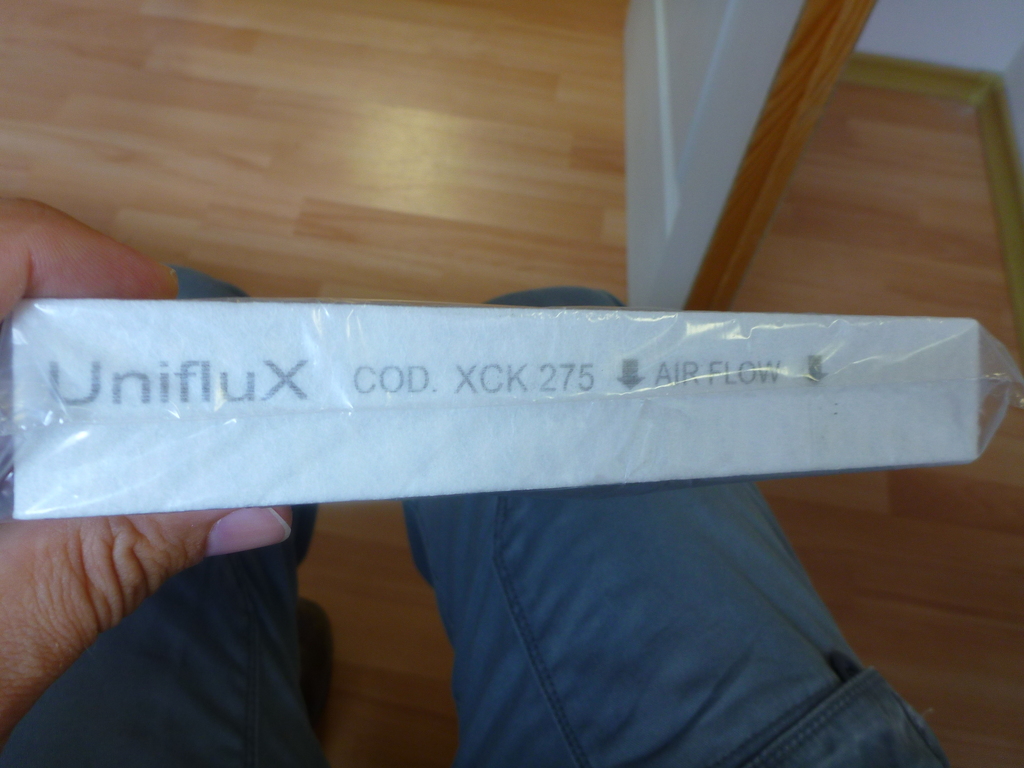 UnifluX COD. XCK 275 AIR FLOW